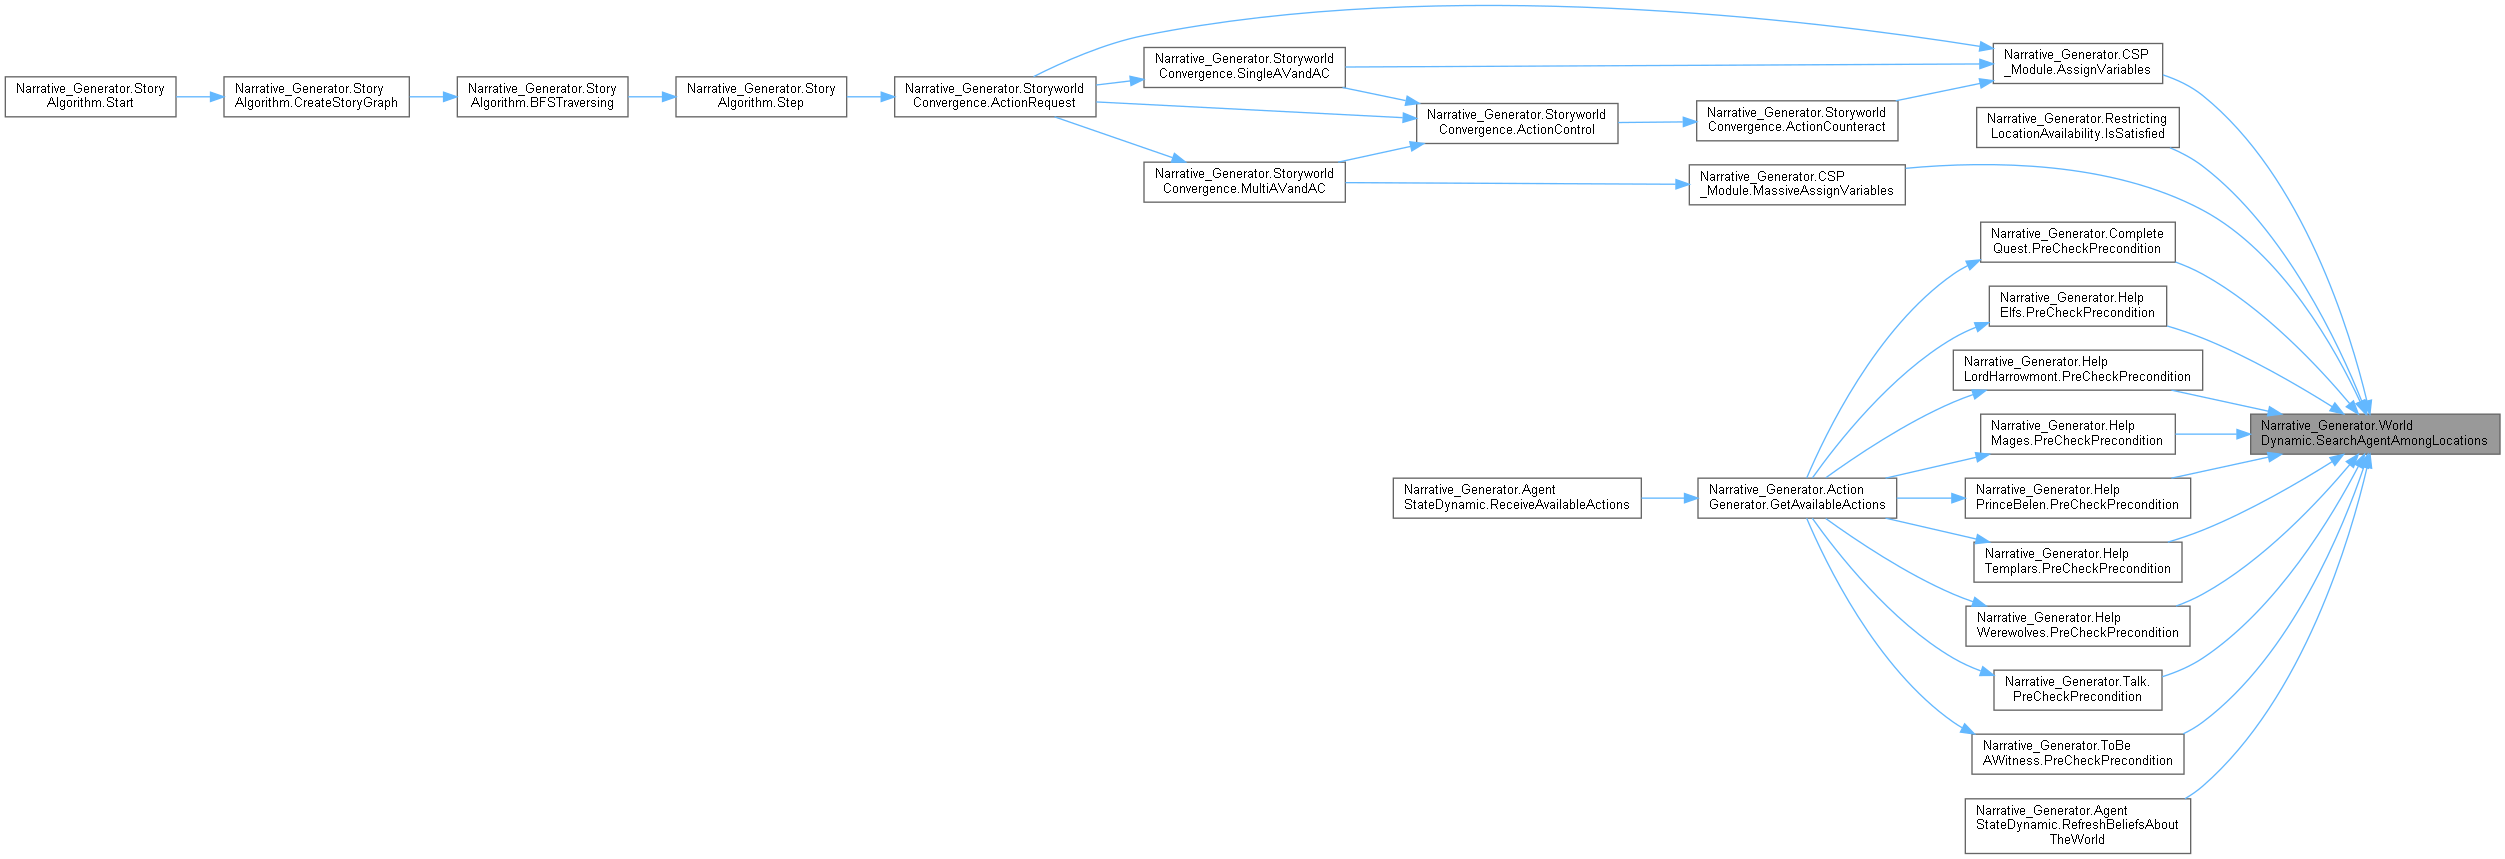 Narrative_Generator.Story
Algorithm.Start
Narrative_Generator.Story
Algorithm.CreateStoryGraph
Narrative_Generator.Story
Algorithm.BFSTraversing
Narrative_Generator.Story
Algorithm.Step
Narrative_Generator.Storyworld
Convergence.ActionRequest
Narrative_Generator.Storyworld
Convergence.SingleAVandAC
Narrative_Generator.Storyworld
Convergence.MultiAVandAC
Narrative_Generator.Storyworld
Convergence.ActionControl
Narrative_Generator.Storyworld
Convergence.ActionCounteract
Narrative_Generator.CSP
_Module.AssignVariables
Narrative_Generator.Restricting
LocationAvailability.IsSatisfied
Narrative_Generator.CSP
_Module.MassiveAssignVariables
Narrative_Generator.Complete
Quest.PreCheckPrecondition
Narrative_Generator.Help
Elfs.PreCheckPrecondition
Narrative_Generator.Help
LordHarrowmont.PreCheckPrecondition
Narrative_Generator.Help
Mages.PreCheckPrecondition
Narrative_Generator.World
Dynamic.SearchAgentAmongLocations
Narrative_Generator.Agent
StateDynamic.ReceiveAvailableActions
Narrative_Generator.Action
Generator.GetAvailableActions
Narrative_Generator.Help
PrinceBelen.PreCheckPrecondition
Narrative_Generator.Help
Templars.PreCheckPrecondition
Narrative_Generator.Help
Werewolves.PreCheckPrecondition
Narrative_Generator.Talk.
PreCheckPrecondition
Narrative_Generator.ToBe
AWitness.PreCheckPrecondition
Narrative_Generator.Agent
StateDynamic.RefreshBeliefsAbout
TheWorld